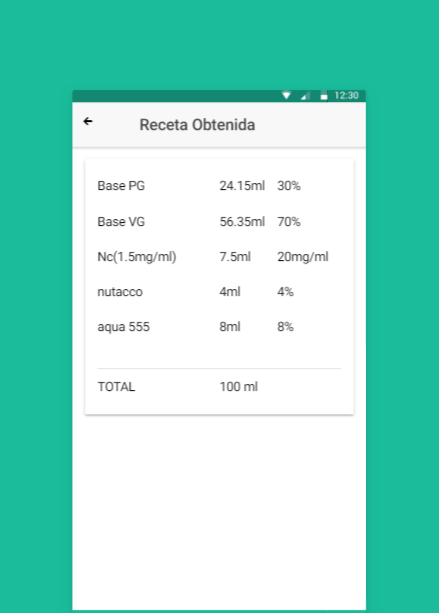 12:30
Receta Obtenida
Base PG 24.15ml 30%
Base VG 56.35ml 70%
Nc(1.5mg/ml) 7.5ml 20mg/ml
nutacco 4ml 4%
aqua 555 8ml 8%
TOTAL 100 ml